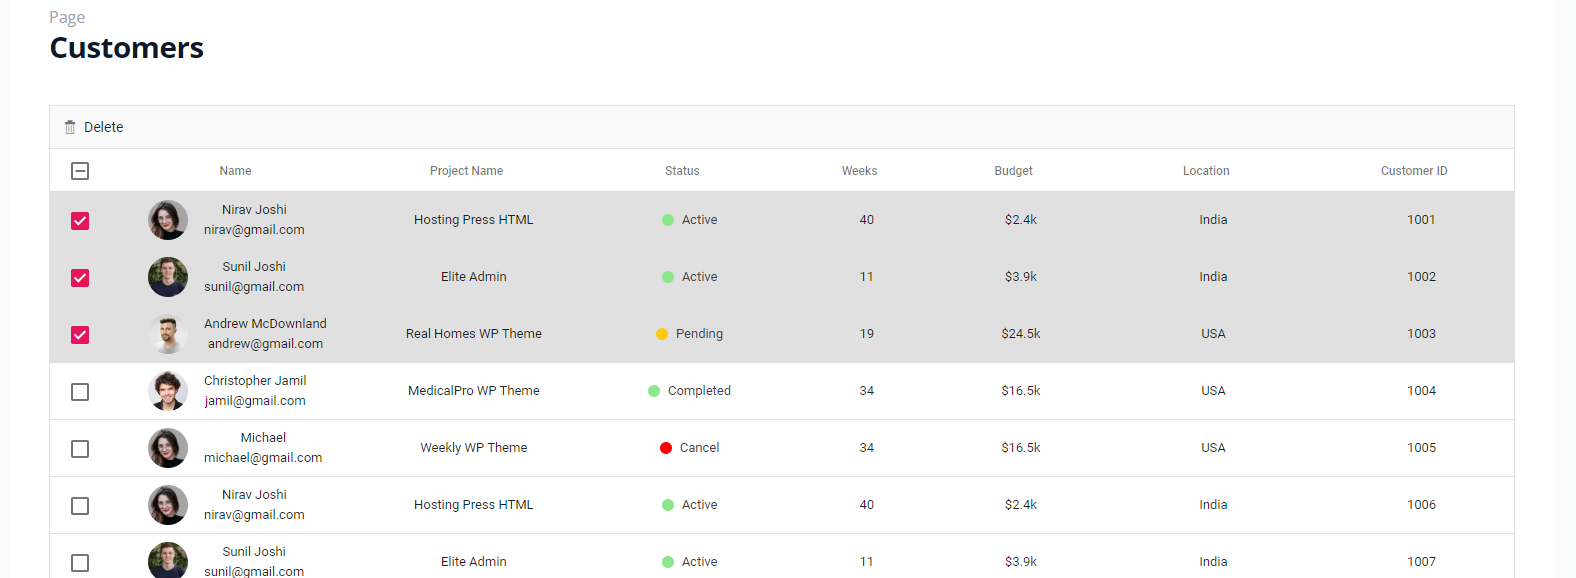 Page
Customers
Delete
Name Project Name Status Weeks Budget Location Customer ID
Nirav Joshi
nirav@gmail.com Hosting Press HTML Active 40 $2.4k India 1001
Sunil Joshi
sunil@gmail.com Elite Admin Active 11 $3.9k India 1002
Andrew McDownland
andrew@gmail.com Real Homes WP Theme Pending 19 $24.5k USA 1003
Christopher Jamil
jamil@gmail.com MedicalPro WP Theme Completed 34 $16.5k USA 1004
Michael
michael@gmail.com Weekly WP Theme Cancel 34 $16.5k USA 1005
Nirav Joshi
nirav@gmail.com Hosting Press HTML Active 40 $2.4k India 1006
Sunil Joshi
sunil@gmail.com Elite Admin Active 11 $3.9k India 1007